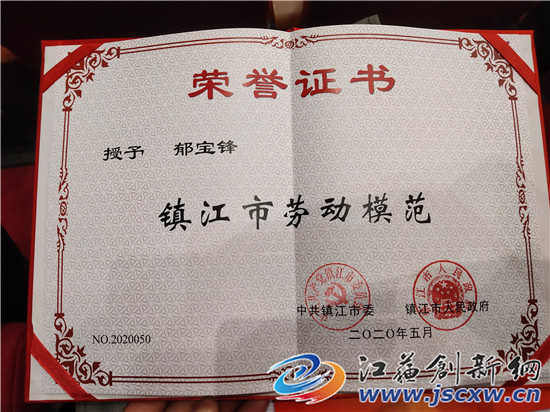 荣誉证书
授予 郁宝锋
镇江市劳动模范
中共镇江市委 镇江市人民政府
二〇二〇年五月
NO.2020050
江苏创新网
www.jscxw.cn